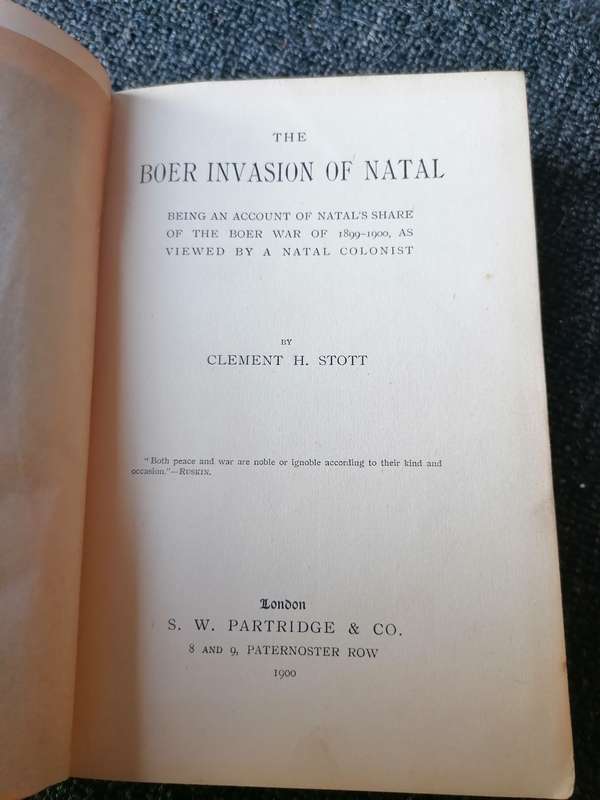 THE
BOER INVASION OF NATAL
BEING AN ACCOUNT OF NATAL'S SHARE
OF THE BOER WAR OF 1899-1900, AS
VIEWED BY A NATAL COLONIST
BY
CLEMENT H. STOTT
"Both peace and war are noble or ignoble according to their kind and
occasion."—RUSKIN.
London
S. W. PARTRIDGE & CO.
8 AND 9, PATERNOSTER ROW
1900